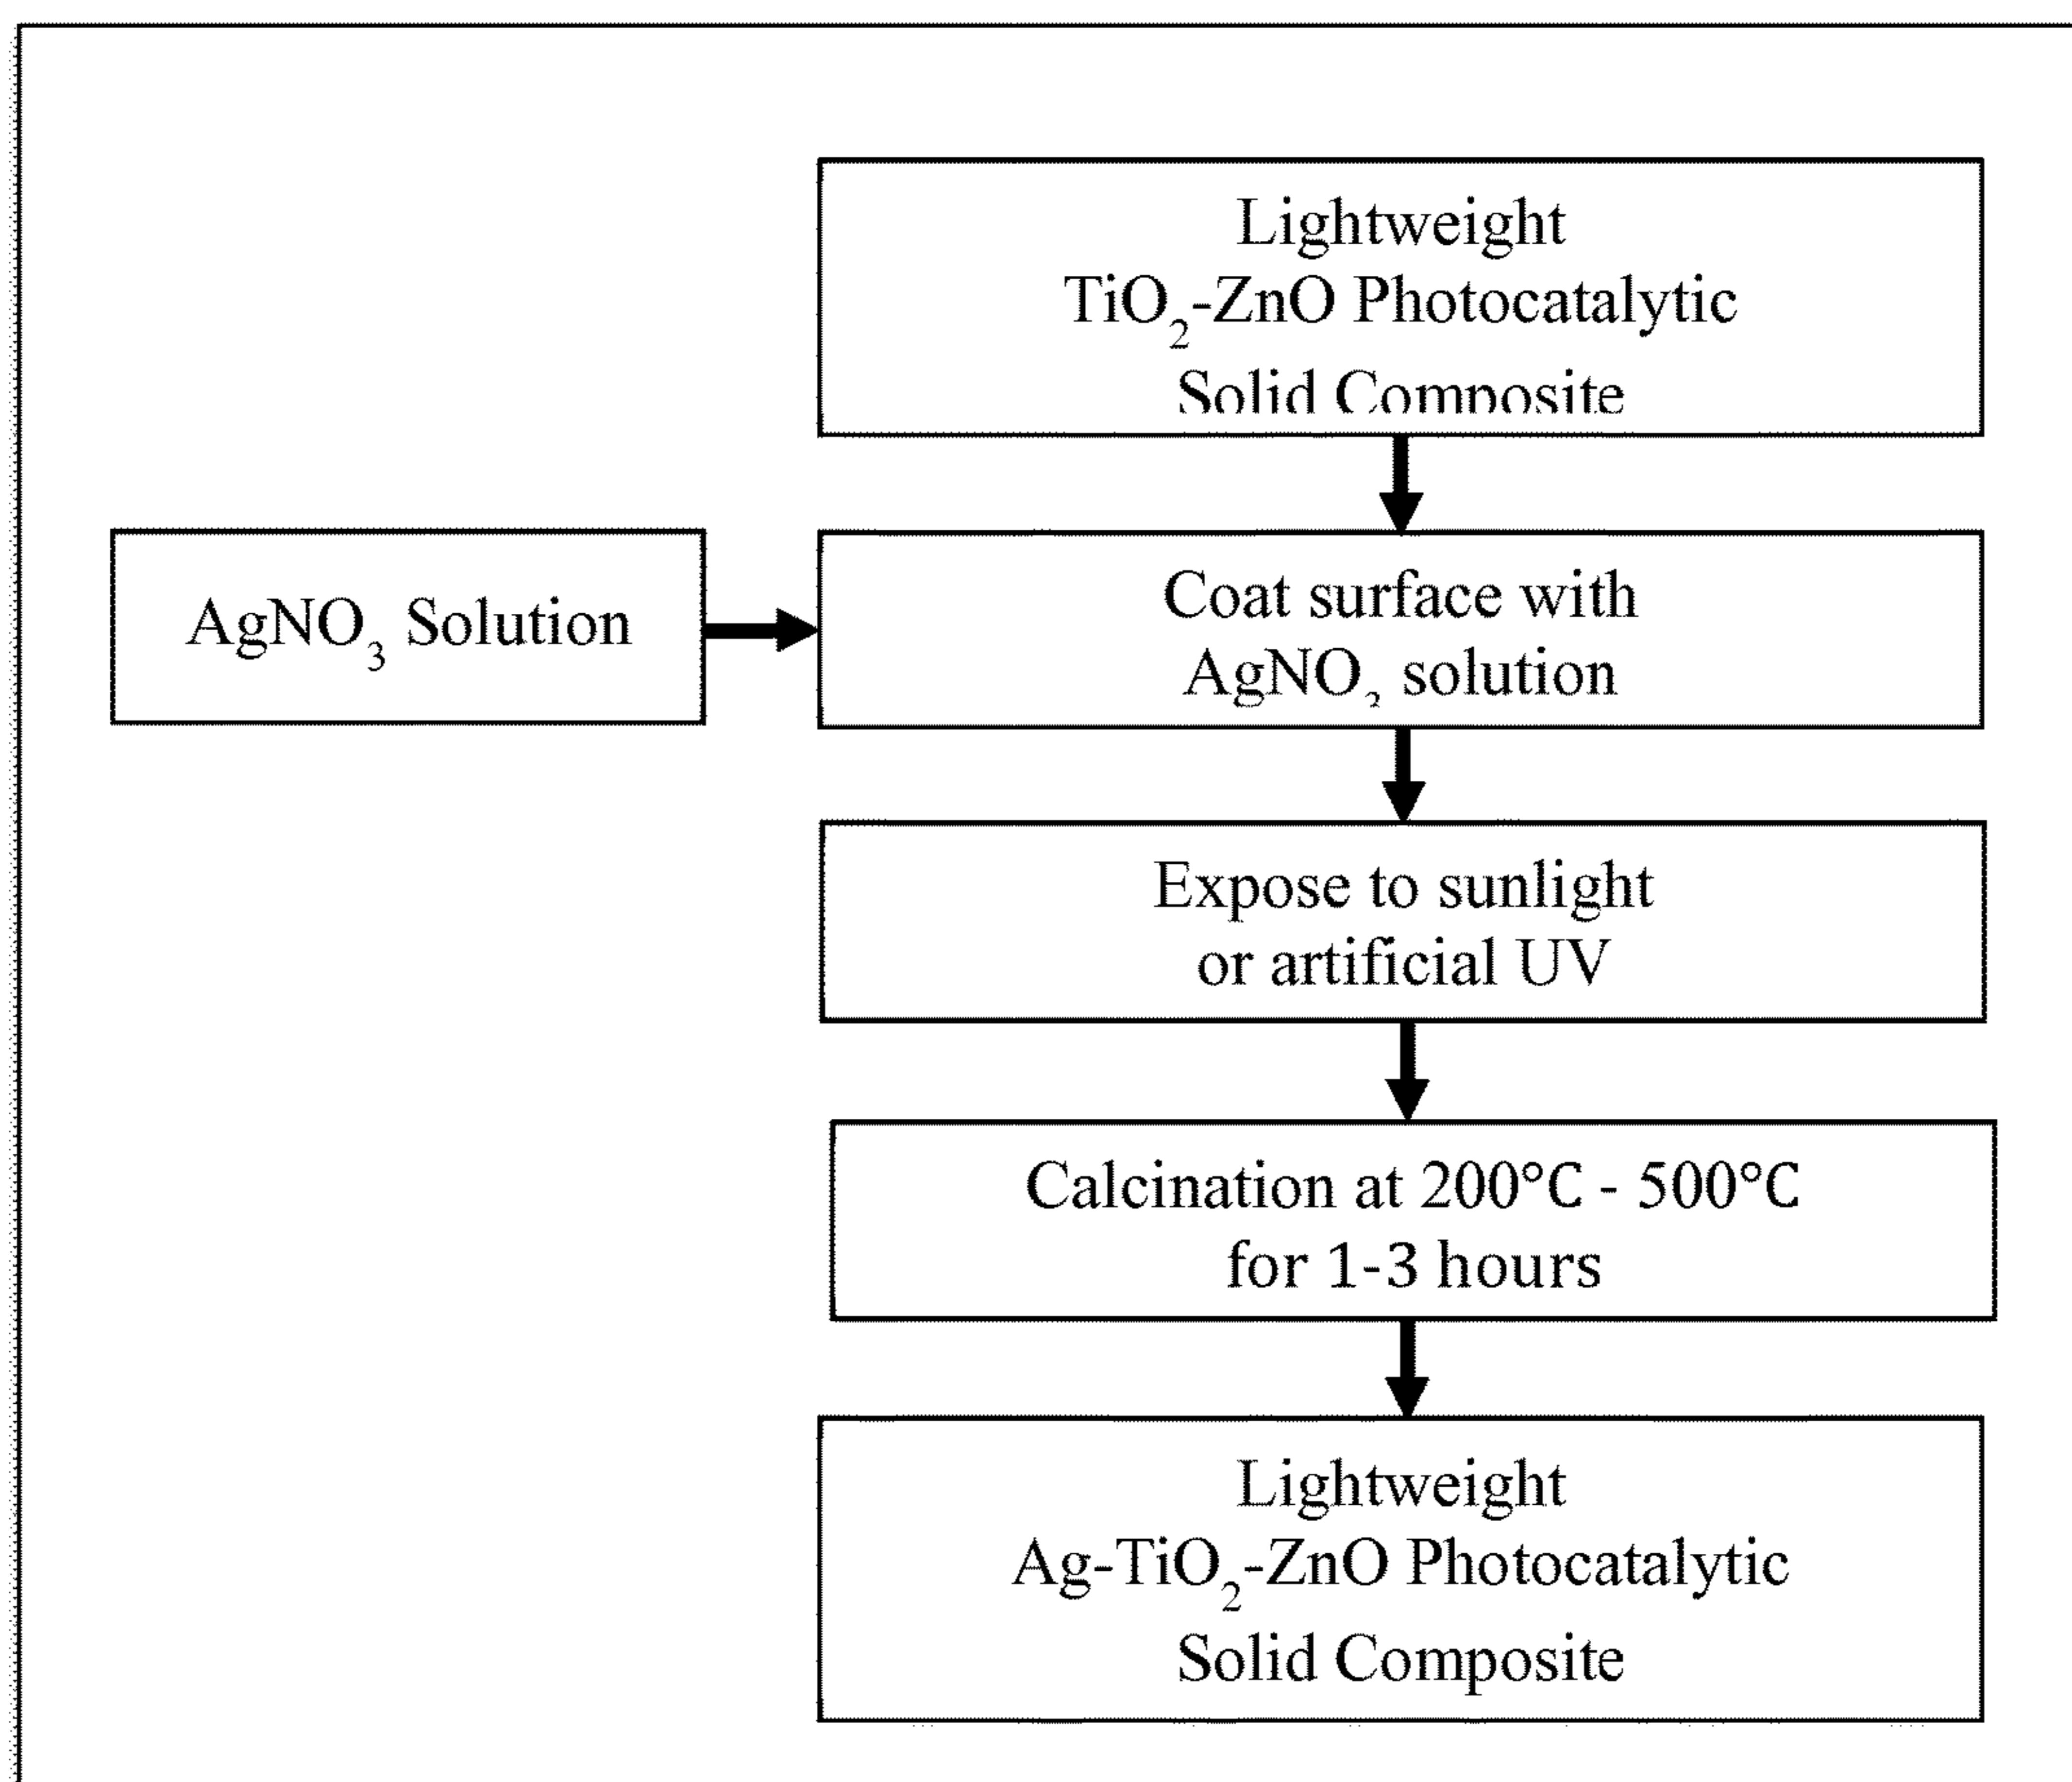 Lightweight
TiO₂-ZnO Photocatalytic
Solid Composite
AgNO₃ Solution
Coat surface with
AgNO₃ solution
Expose to sunlight
or artificial UV
Calcination at 200°C - 500°C
for 1-3 hours
Lightweight
Ag-TiO₂-ZnO Photocatalytic
Solid Composite